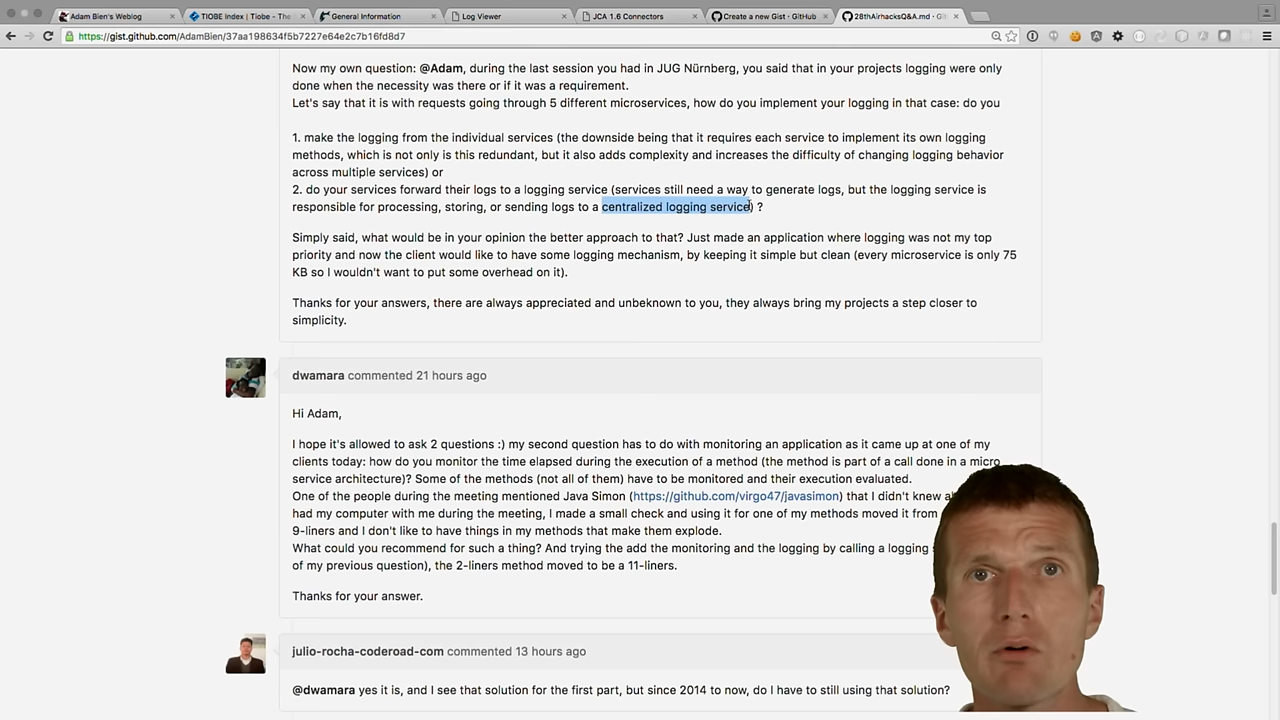 Adam Bien's Weblog
TIOBE Index | Tiobe - The
General Information
Log Viewer
JCA 1.6 Connectors
Create a new Gist · GitHub
28thAirhacksQ&A.md · Git
https://gist.github.com/AdamBien/37aa198634f5b7227e64e2c7b16fd8d7
Now my own question: @Adam, during the last session you had in JUG Nürnberg, you said that in your projects logging were only
done when the necessity was there or if it was a requirement.
Let's say that it is with requests going through 5 different microservices, how do you implement your logging in that case: do you
1. make the logging from the individual services (the downside being that it requires each service to implement its own logging
methods, which is not only is this redundant, but it also adds complexity and increases the difficulty of changing logging behavior
across multiple services) or
2. do your services forward their logs to a logging service (services still need a way to generate logs, but the logging service is
responsible for processing, storing, or sending logs to a centralized logging service) ?
Simply said, what would be in your opinion the better approach to that? Just made an application where logging was not my top
priority and now the client would like to have some logging mechanism, by keeping it simple but clean (every microservice is only 75
KB so I wouldn't want to put some overhead on it).
Thanks for your answers, there are always appreciated and unbeknown to you, they always bring my projects a step closer to
simplicity.
dwamara commented 21 hours ago
Hi Adam,
I hope it's allowed to ask 2 questions :) my second question has to do with monitoring an application as it came up at one of my
clients today: how do you monitor the time elapsed during the execution of a method (the method is part of a call done in a micro
service architecture)? Some of the methods (not all of them) have to be monitored and their execution evaluated.
One of the people during the meeting mentioned Java Simon (https://github.com/virgo47/javasimon) that I didn't knew
had my computer with me during the meeting, I made a small check and using it for one of my methods moved it from
9-liners and I don't like to have things in my methods that make them explode.
What could you recommend for such a thing? And trying the add the monitoring and the logging by calling a logging
of my previous question), the 2-liners method moved to be a 11-liners.
Thanks for your answer.
julio-rocha-coderoad-com commented 13 hours ago
@dwamara yes it is, and I see that solution for the first part, but since 2014 to now, do I have to still using that solution?